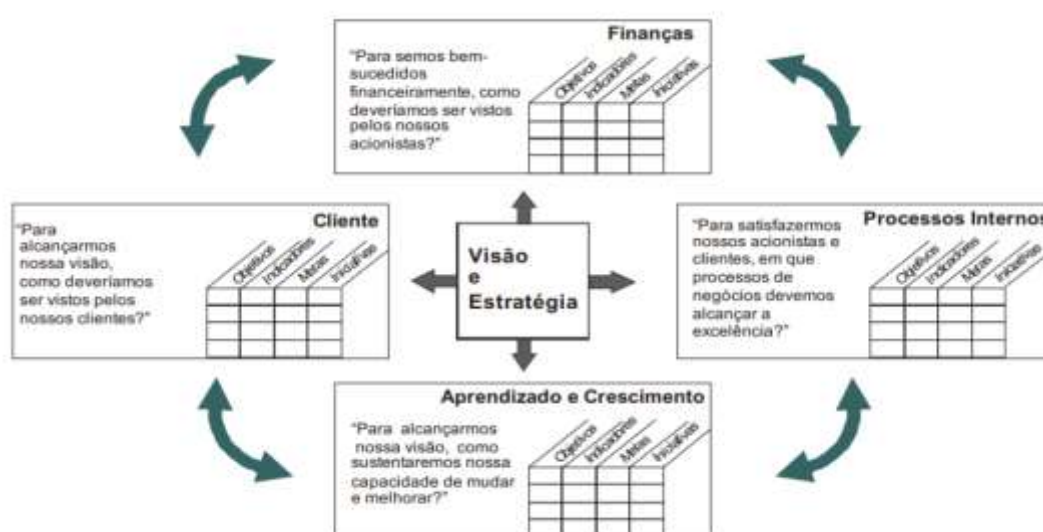 Finanças
"Para semos bem-
sucedidos
financeiramente, como
deveríamos ser vistos
pelos nossos
acionistas?"
Objetivos
Indicadores
Metas
Iniciativas
Cliente
"Para
alcançarmos
nossa visão,
como deveríamos
ser vistos pelos
nossos clientes?"
Objetivos
Indicadores
Metas
Iniciativas
Visão
e
Estratégia
Processos Internos
"Para satisfazermos
nossos acionistas e
clientes, em que
processos de
negócios devemos
alcançar a
excelência?"
Objetivos
Indicadores
Metas
Iniciativas
Aprendizado e Crescimento
"Para alcançarmos
nossa visão, como
sustentaremos nossa
capacidade de mudar
e melhorar?"
Objetivos
Indicadores
Metas
Iniciativas